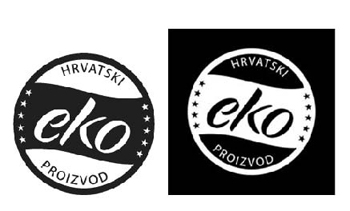 HRVATSKI
eko
PROIZVOD
HRVATSKI
eko
PROIZVOD